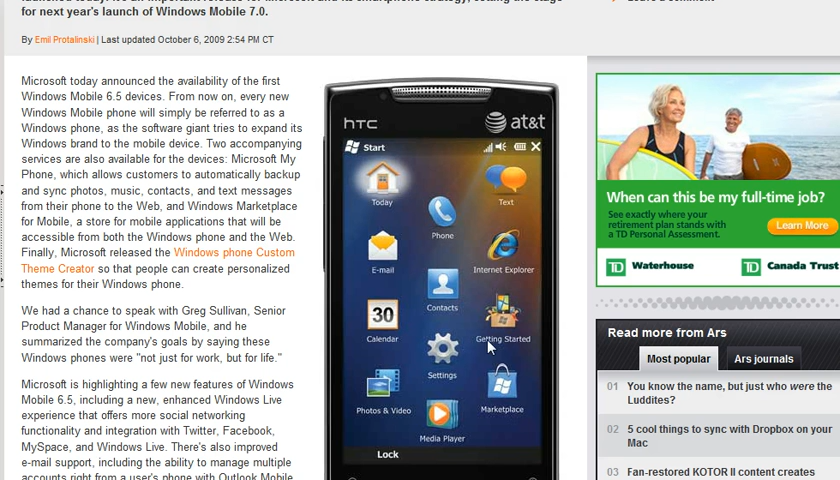 for next year's launch of Windows Mobile 7.0.
By Emil Protalinski | Last updated October 6, 2009 2:54 PM CT
Microsoft today announced the availability of the first
Windows Mobile 6.5 devices. From now on, every new
Windows Mobile phone will simply be referred to as a
Windows phone, as the software giant tries to expand its
Windows brand to the mobile device. Two accompanying
services are also available for the devices: Microsoft My
Phone, which allows customers to automatically backup
and sync photos, music, contacts, and text messages
from their phone to the Web, and Windows Marketplace
for Mobile, a store for mobile applications that will be
accessible from both the Windows phone and the Web.
Finally, Microsoft released the Windows phone Custom
Theme Creator so that people can create personalized
themes for their Windows phone.
We had a chance to speak with Greg Sullivan, Senior
Product Manager for Windows Mobile, and he
summarized the company's goals by saying these
Windows phones were "not just for work, but for life."
Microsoft is highlighting a few new features of Windows
Mobile 6.5, including a new, enhanced Windows Live
experience that offers more social networking
functionality and integration with Twitter, Facebook,
MySpace, and Windows Live. There's also improved
e-mail support, including the ability to manage multiple
accounts right from a user's phone with Outlook Mobile
hTC at&t
Start
Today
Text
Phone
E-mail
Internet Explorer
Contacts
30
Calendar
Getting Started
Settings
Photos & Video
Marketplace
Media Player
Lock
When can this be my full-time job?
See exactly where your
retirement plan stands with
a TD Personal Assessment.
Learn More
TD Waterhouse
TD Canada Trust
Read more from Ars
Most popular
Ars journals
01 You know the name, but just who were the
Luddites?
02 5 cool things to sync with Dropbox on your
Mac
03 Fan-restored KOTOR II content creates